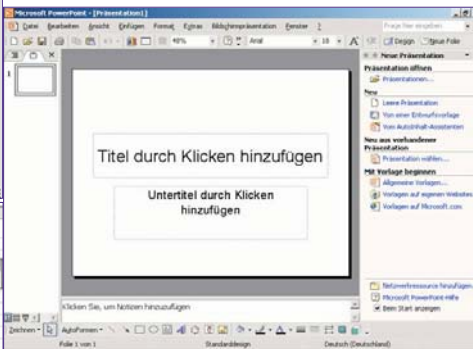 Microsoft PowerPoint - [Präsentation1]
Datei Bearbeiten Ansicht Einfügen Format Extras Bildschirmpräsentation Fenster ?
Frage hier eingeben
48% Arial 18 Design Neue Folie
Neue Präsentation
Präsentation öffnen
Präsentationen...
Neu
Leere Präsentation
Von einer Entwurfsvorlage
Vom AutoInhalt-Assistenten
Neu aus vorhandener
Präsentation
Präsentation wählen...
Mit Vorlage beginnen
Allgemeine Vorlagen...
Vorlagen auf eigenen Websites
Vorlagen auf Microsoft.com
1
Titel durch Klicken hinzufügen
Untertitel durch Klicken
hinzufügen
Netzwerkressource hinzufügen
Microsoft PowerPoint-Hilfe
Beim Start anzeigen
Klicken Sie, um Notizen hinzuzufügen
Zeichnen AutoFormen
Folie 1 von 1 Standarddesign Deutsch (Deutschland)